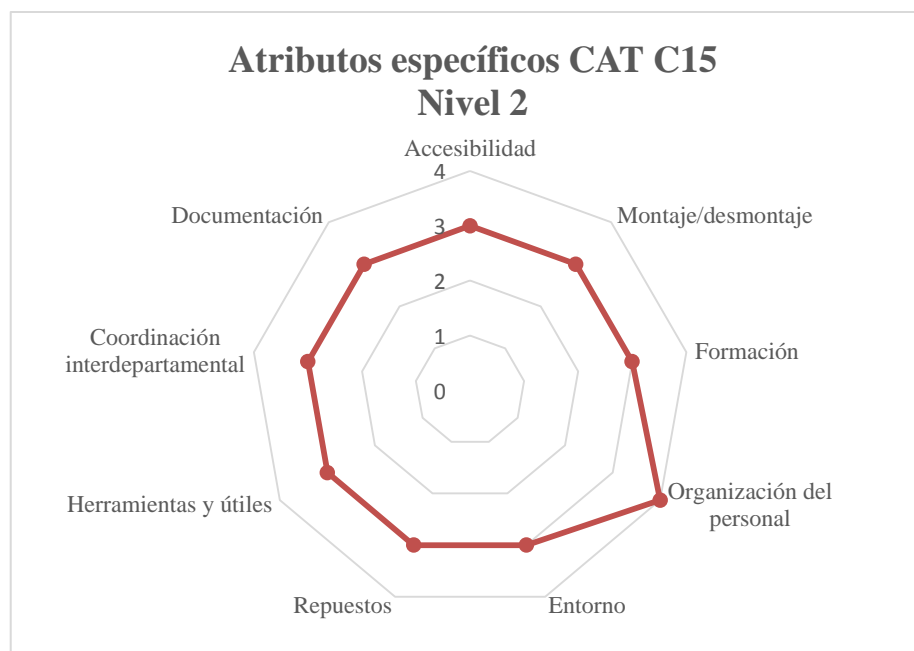 Atributos específicos CAT C15
Nivel 2
Accesibilidad
Montaje/desmontaje
Formación
Organización del
personal
Entorno
Repuestos
Herramientas y útiles
Coordinación
interdepartamental
Documentación
4
3
2
1
0